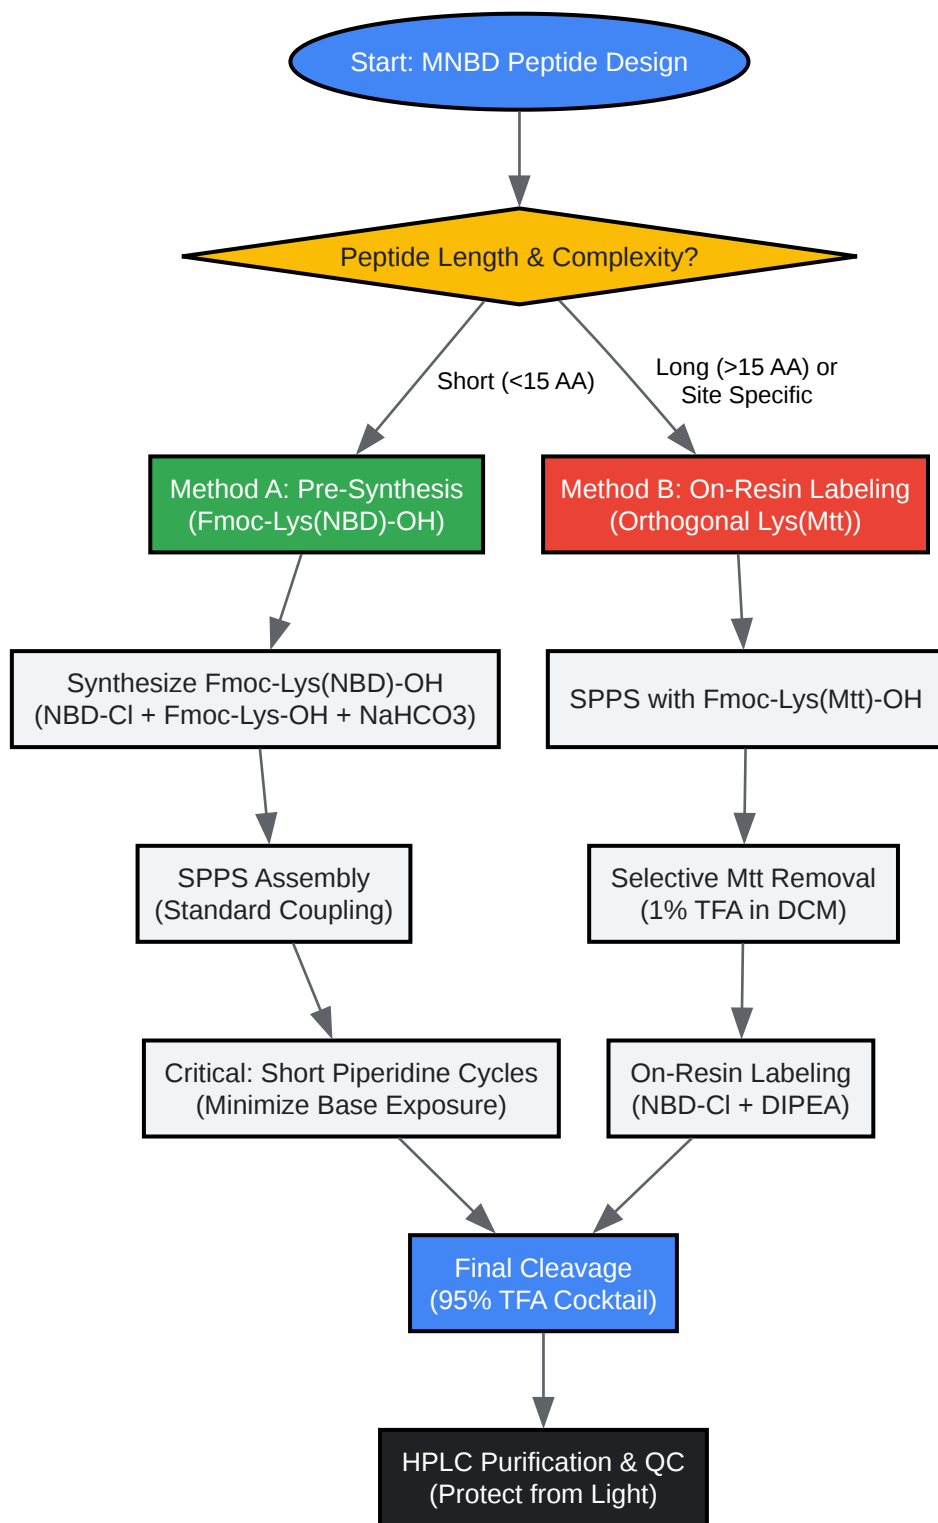 Start: MNBD Peptide Design
Peptide Length & Complexity?
Short (<15 AA)
Long (>15 AA) or
Site Specific
Method A: Pre-Synthesis
(Fmoc-Lys(NBD)-OH)
Method B: On-Resin Labeling
(Orthogonal Lys(Mtt))
Synthesize Fmoc-Lys(NBD)-OH
(NBD-Cl + Fmoc-Lys-OH + NaHCO3)
SPPS with Fmoc-Lys(Mtt)-OH
SPPS Assembly
(Standard Coupling)
Selective Mtt Removal
(1% TFA in DCM)
Critical: Short Piperidine Cycles
(Minimize Base Exposure)
On-Resin Labeling
(NBD-Cl + DIPEA)
Final Cleavage
(95% TFA Cocktail)
HPLC Purification & QC
(Protect from Light)